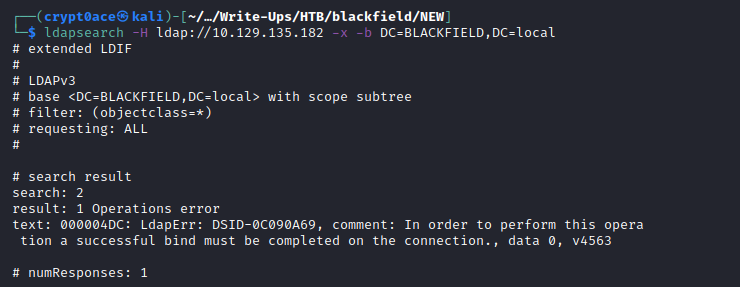 ┌──(crypt0ace㉿kali)-[~/…/Write-Ups/HTB/blackfield/NEW]
└─$ ldapsearch -H ldap://10.129.135.182 -x -b DC=BLACKFIELD,DC=local
# extended LDIF
#
# LDAPv3
# base <DC=BLACKFIELD,DC=local> with scope subtree
# filter: (objectclass=*)
# requesting: ALL
#

# search result
search: 2
result: 1 Operations error
text: 000004DC: LdapErr: DSID-0C090A69, comment: In order to perform this opera
 tion a successful bind must be completed on the connection., data 0, v4563

# numResponses: 1